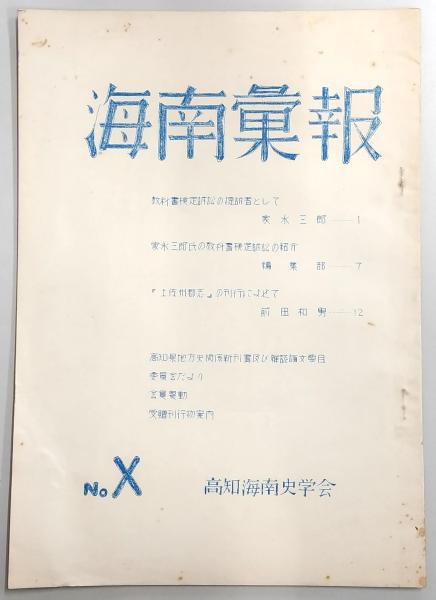 海南彙報
教科書検定訴訟の提訴者として
家永三郎——1
家永三郎氏の教科書検定訴訟の紹介
編集部——7
『土佐州郡志』の刊行によせて
前田和男——12
高知県地方史関係新刊書及び雑誌論文要目
委員会だより
会員異動
受贈刊行物案内
No X
高知海南史学会